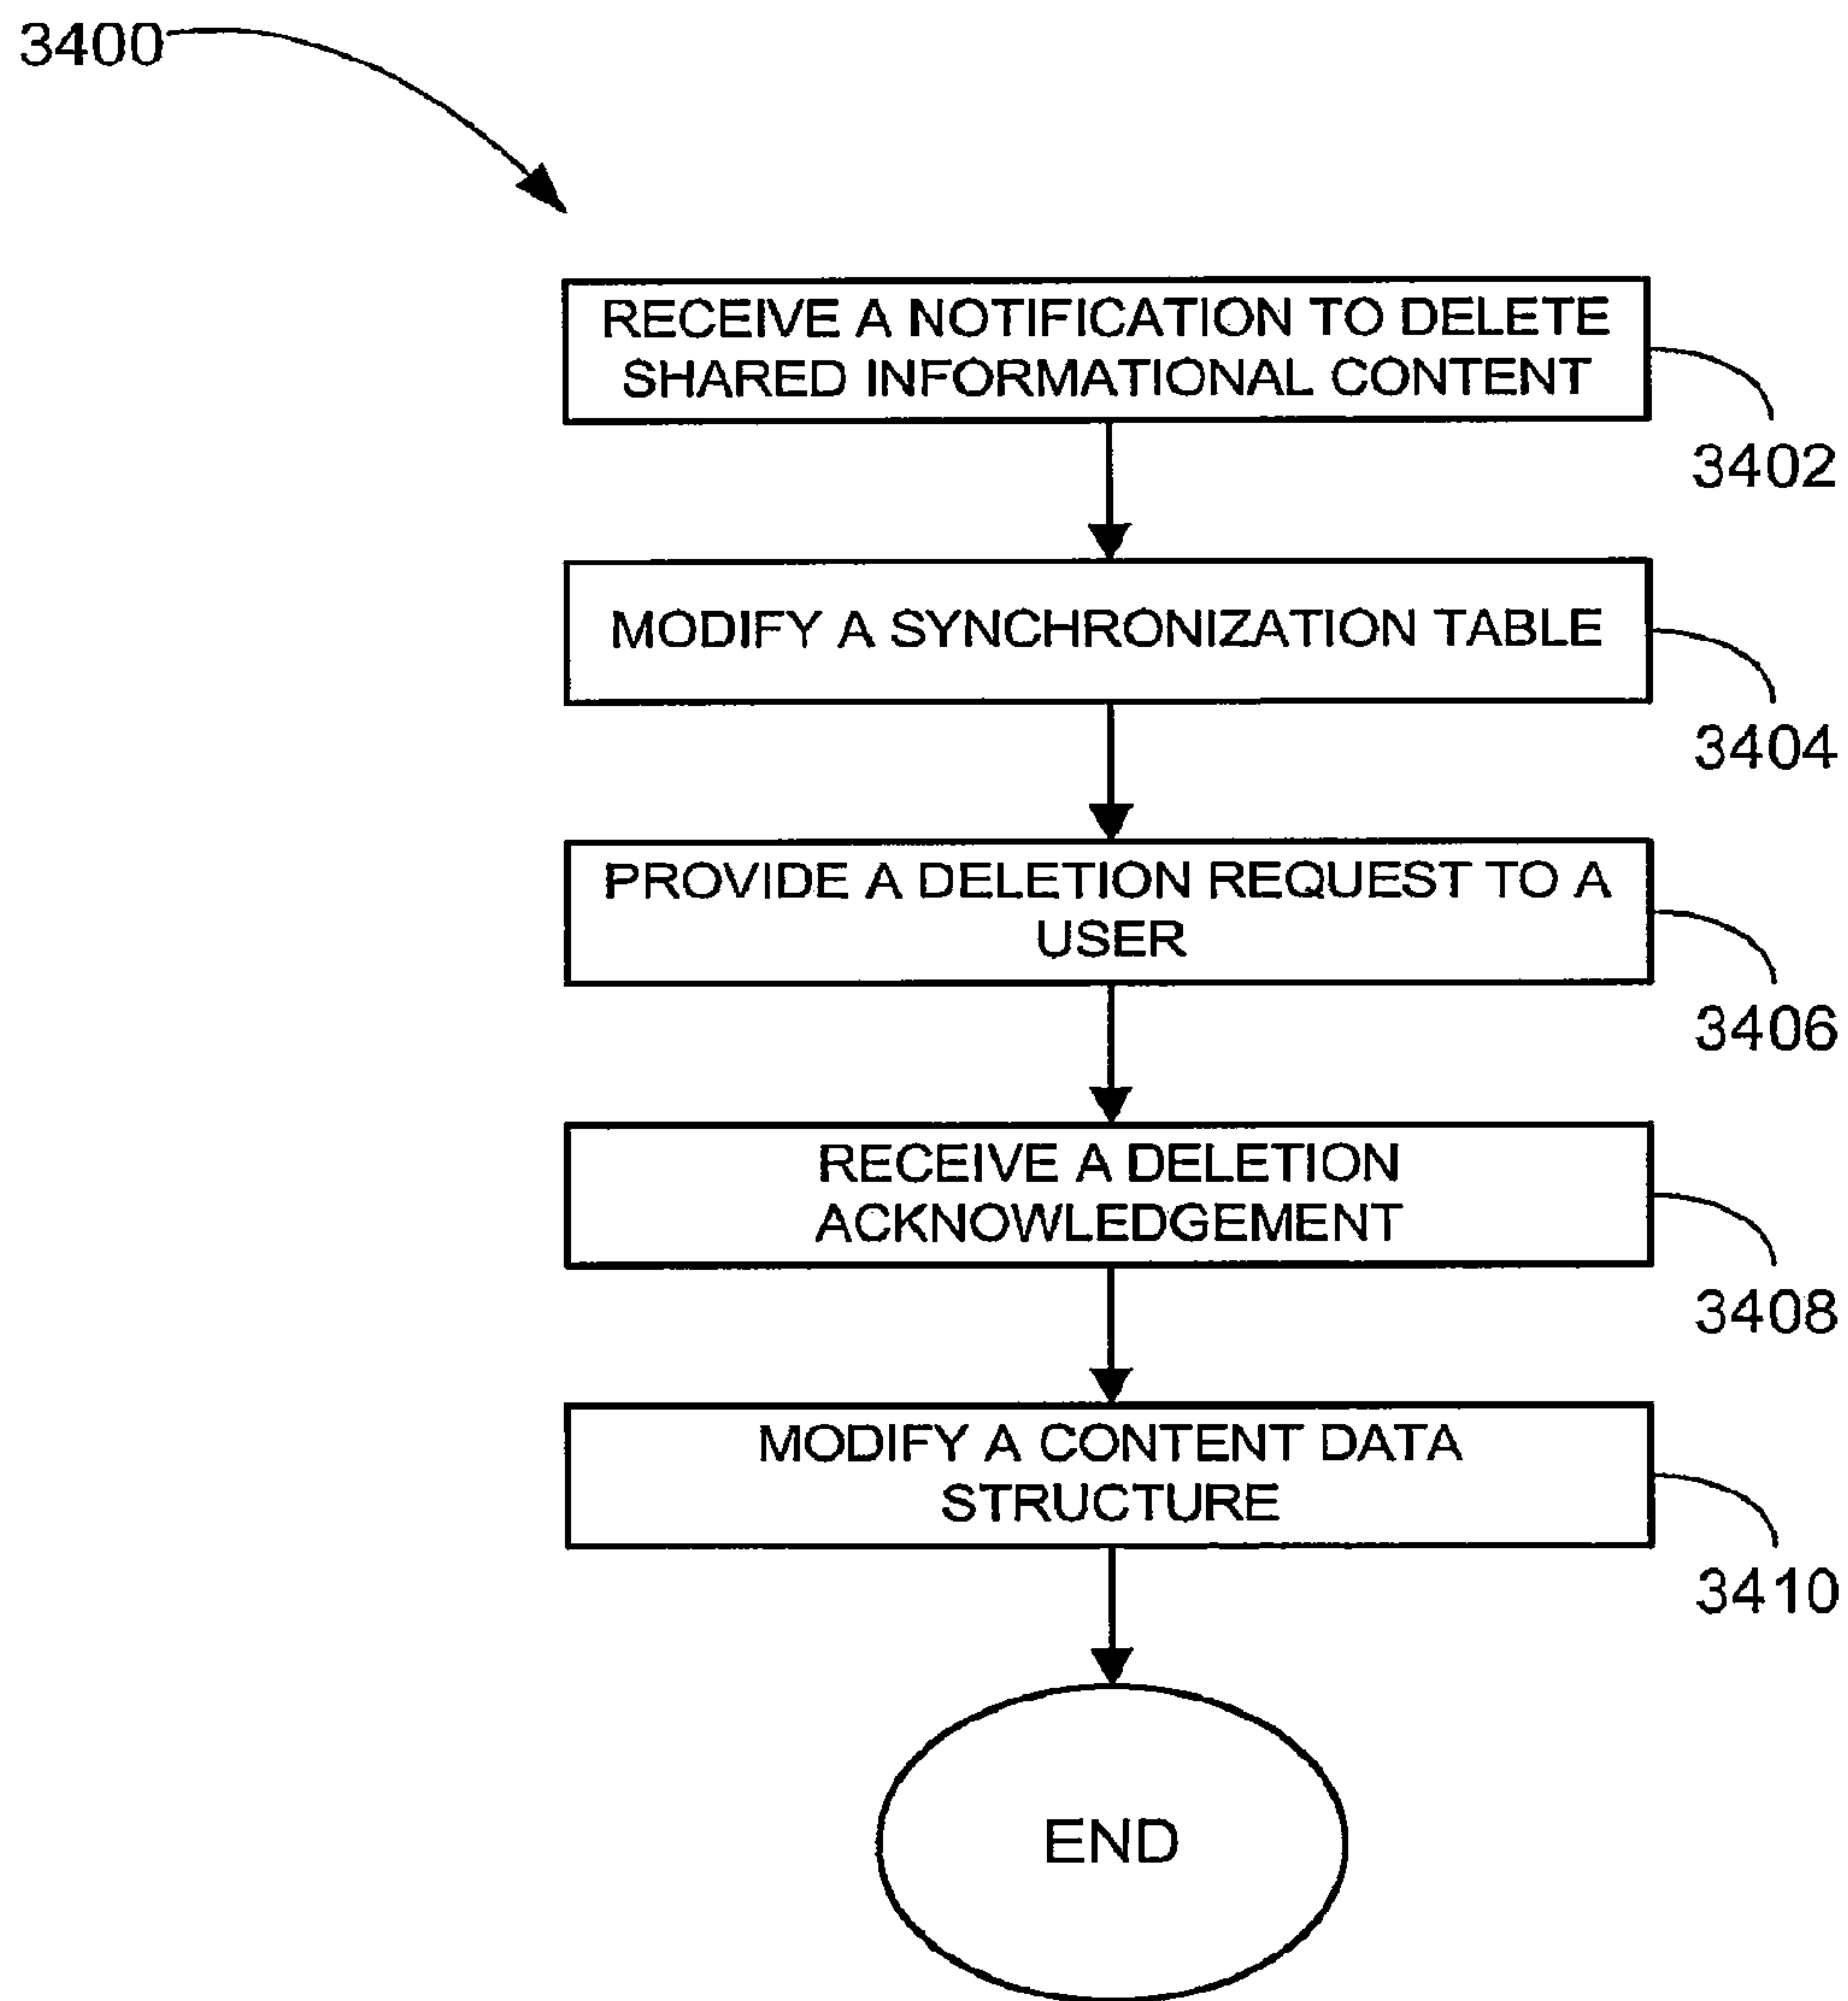 3400
RECEIVE A NOTIFICATION TO DELETE
SHARED INFORMATIONAL CONTENT
3402
MODIFY A SYNCHRONIZATION TABLE
3404
PROVIDE A DELETION REQUEST TO A
USER
3406
RECEIVE A DELETION
ACKNOWLEDGEMENT
3408
MODIFY A CONTENT DATA
STRUCTURE
3410
END